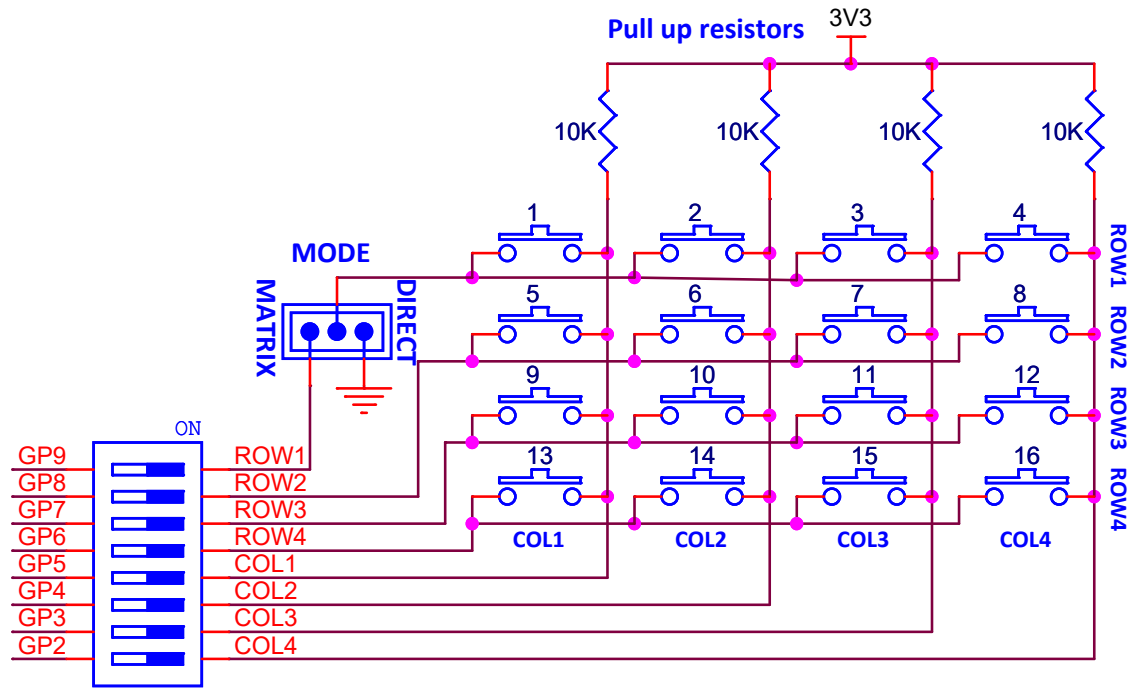 3V3
Pull up resistors
10K 10K 10K 10K
1 2 3 4
MODE
MATRIX
DIRECT
ROW1
5 6 7 8
ROW2
9 10 11 12
ROW3
13 14 15 16
ROW4
COL1 COL2 COL3 COL4
ON
GP9 ROW1
GP8 ROW2
GP7 ROW3
GP6 ROW4
GP5 COL1
GP4 COL2
GP3 COL3
GP2 COL4